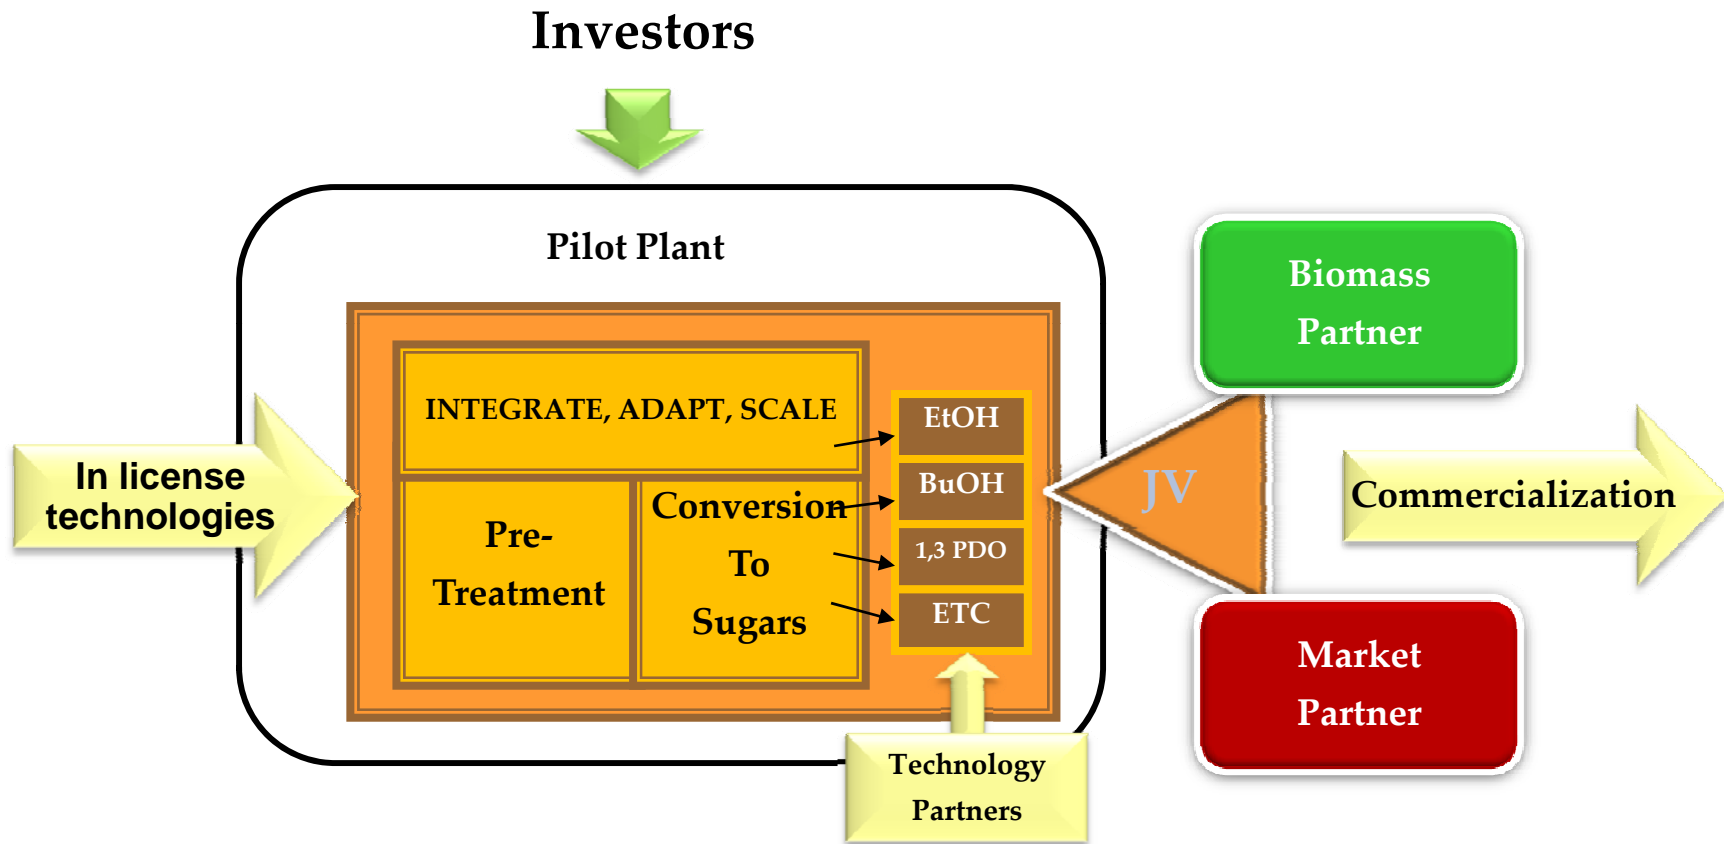 Investors
Pilot Plant
INTEGRATE, ADAPT, SCALE
Pre-
Treatment
Conversion
To
Sugars
EtOH
BuOH
1,3 PDO
ETC
In license
technologies
Technology
Partners
JV
Biomass
Partner
Market
Partner
Commercialization